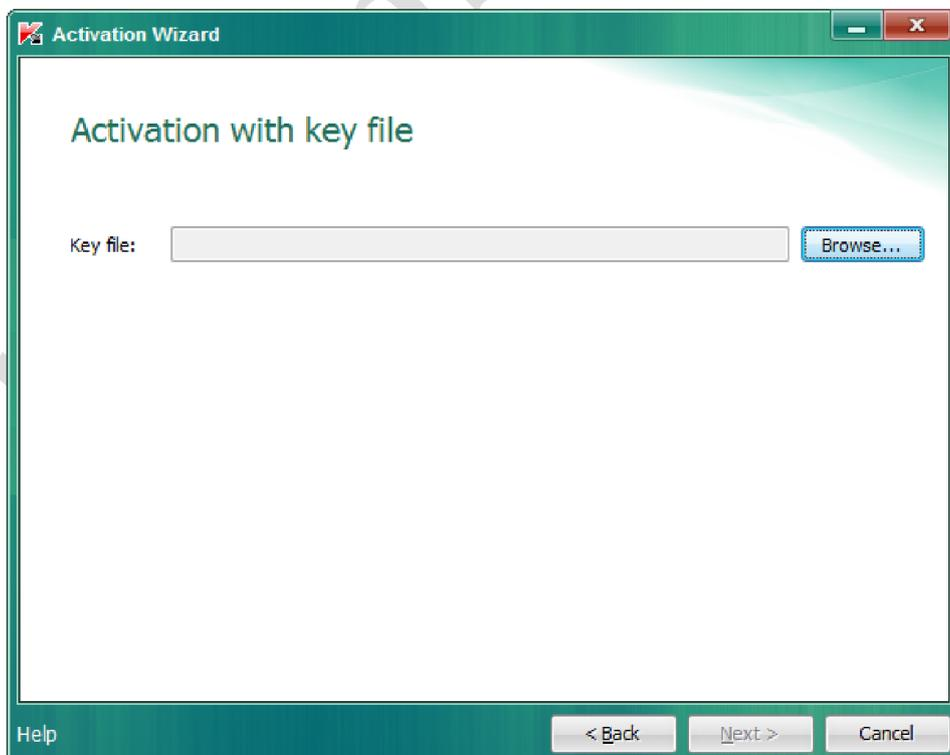 Activation Wizard
Activation with key file
Key file:
Browse...
Help
< Back
Next >
Cancel